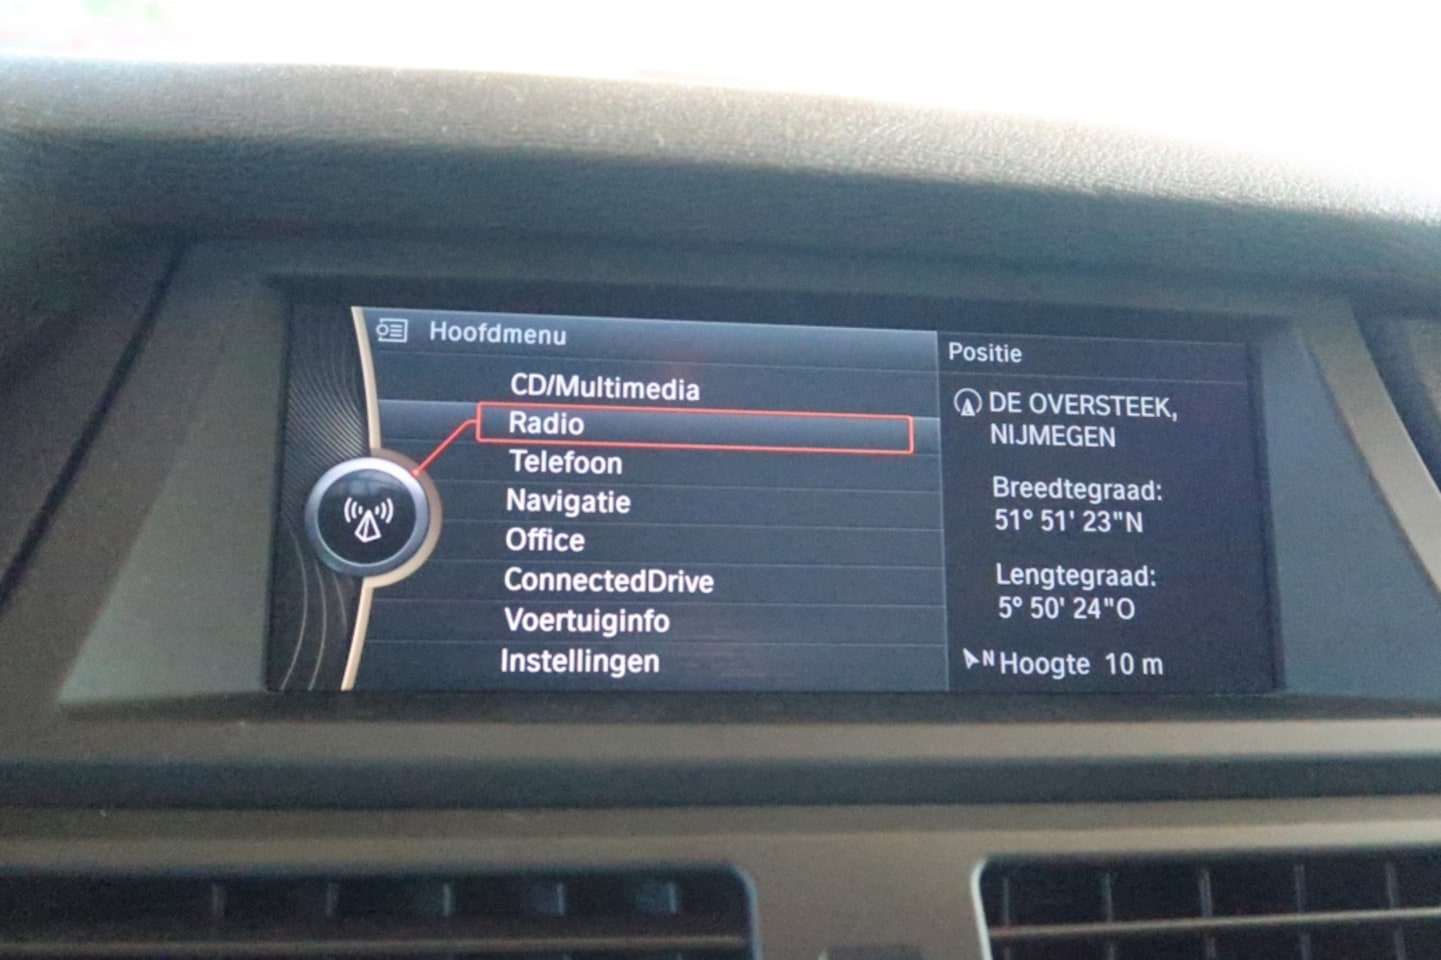 Hoofdmenu
CD/Multimedia
Radio
Telefoon
Navigatie
Office
ConnectedDrive
Voertuiginfo
Instellingen
Positie
DE OVERSTEEK,
NIJMEGEN
Breedtegraad:
51° 51' 23"N
Lengtegraad:
5° 50' 24"O
N Hoogte 10 m